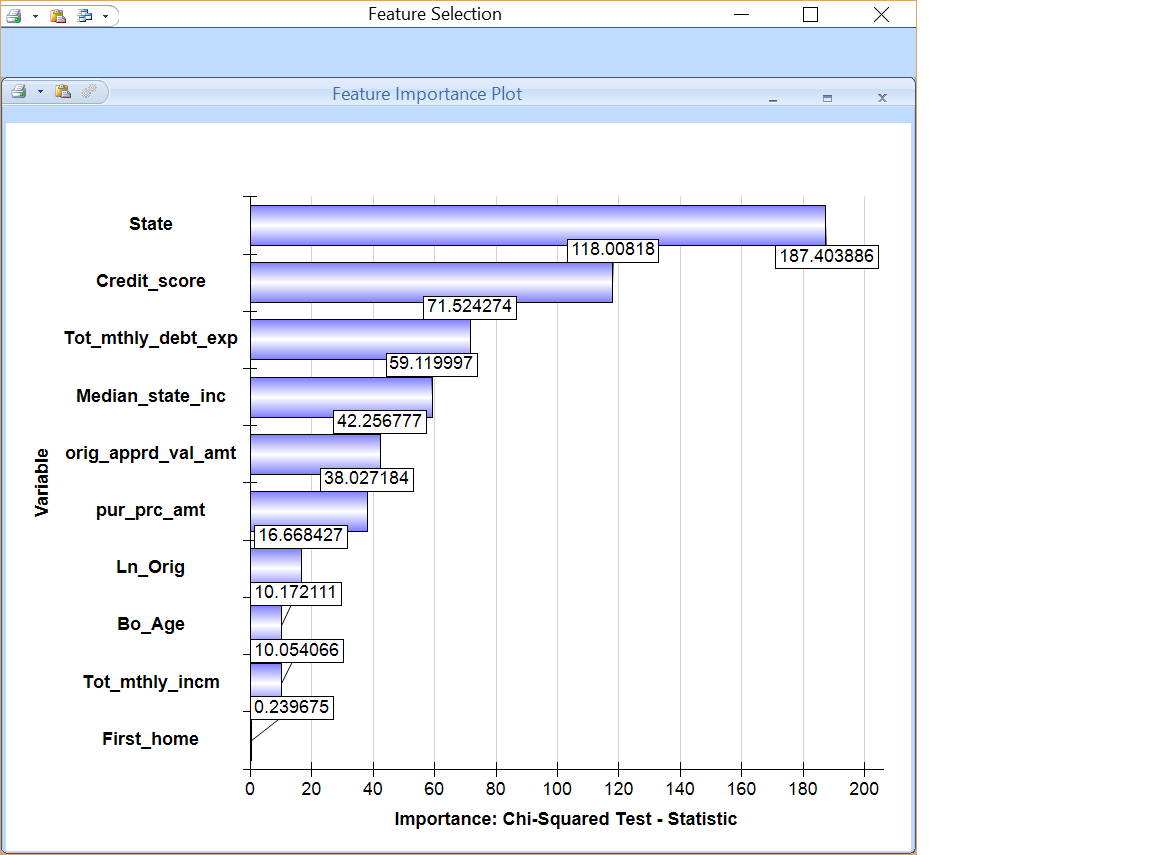 Feature Selection
Feature Importance Plot
State
187.403886
Credit_score
118.00818
Tot_mthly_debt_exp
71.524274
Median_state_inc
59.119997
orig_apprd_val_amt
42.256777
pur_prc_amt
38.027184
Ln_Orig
16.668427
Bo_Age
10.172111
Tot_mthly_incm
10.054066
First_home
0.239675
Variable
0 20 40 60 80 100 120 140 160 180 200
Importance: Chi-Squared Test - Statistic